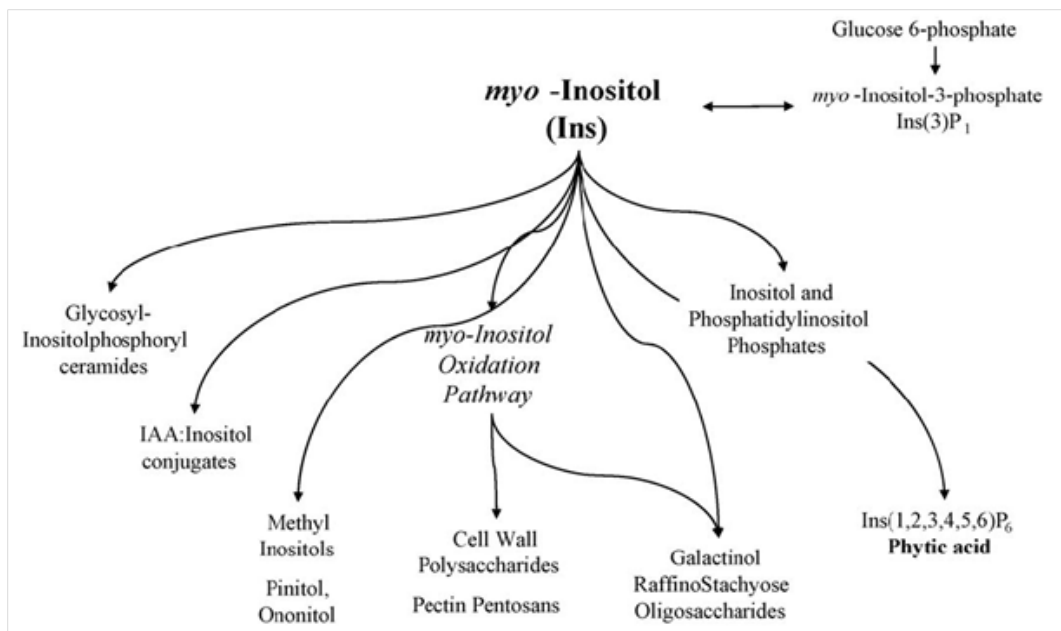 Glucose 6-phosphate
myo -Inositol
(Ins)
myo -Inositol-3-phosphate
Ins(3)P1
Glycosyl-
Inositolphosphoryl
ceramides
IAA:Inositol
conjugates
Methyl
Inositols
Pinitol,
Ononitol
myo-Inositol
Oxidation
Pathway
Cell Wall
Polysaccharides
Pectin Pentosans
Galactinol
RaffinoStachyose
Oligosaccharides
Inositol and
Phosphatidylinositol
Phosphates
Ins(1,2,3,4,5,6)P6
Phytic acid